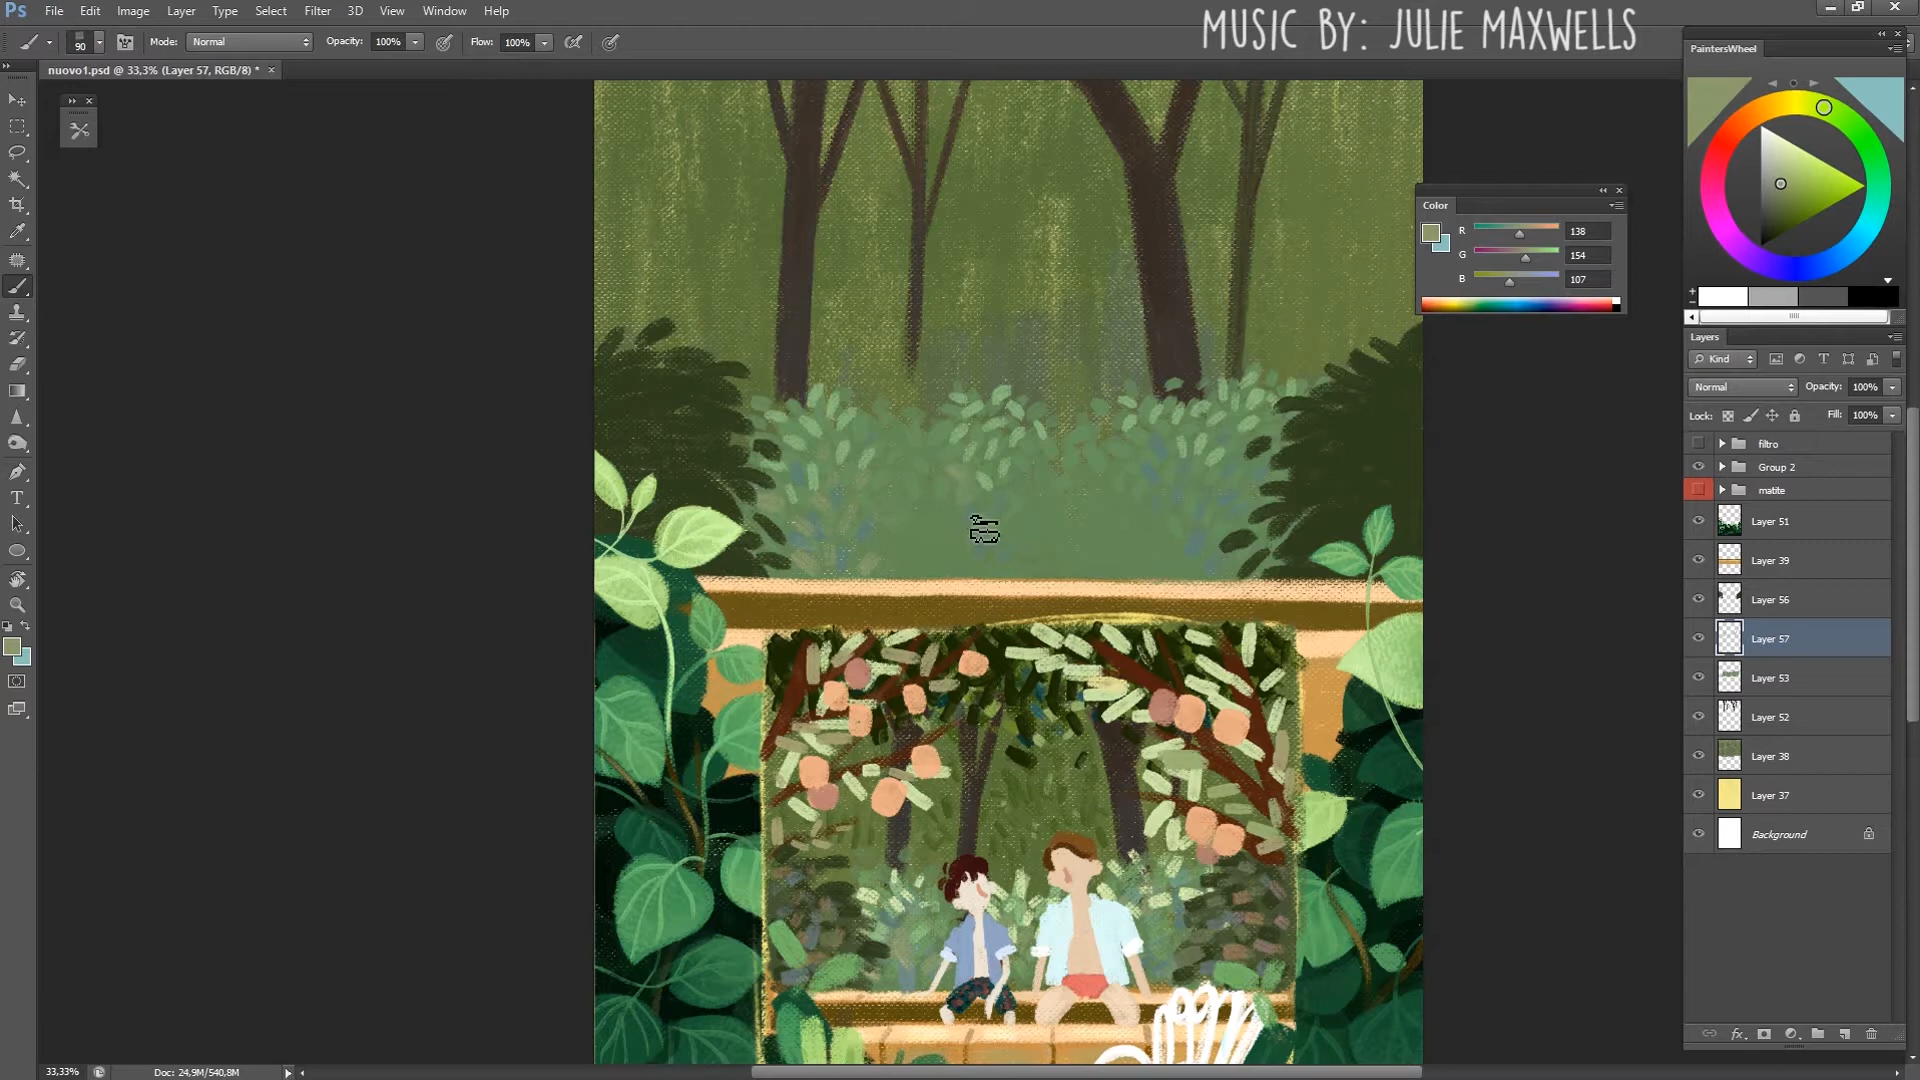 Ps File Edit Image Layer Type Select Filter 3D View Window Help
MUSIC BY: JULIE MAXWELLS
90 Mode: Normal Opacity: 100% Flow: 100%
nuovo1.psd @ 33,3% (Layer 57, RGB/8) *
PaintersWheel
Color
R 138
G 154
B 107
Layers
Kind
Normal Opacity: 100%
Lock: Fill: 100%
filtro
Group 2
matite
Layer 51
Layer 39
Layer 56
Layer 57
Layer 53
Layer 52
Layer 38
Layer 37
Background
33,33% Doc: 24,9M/540,8M